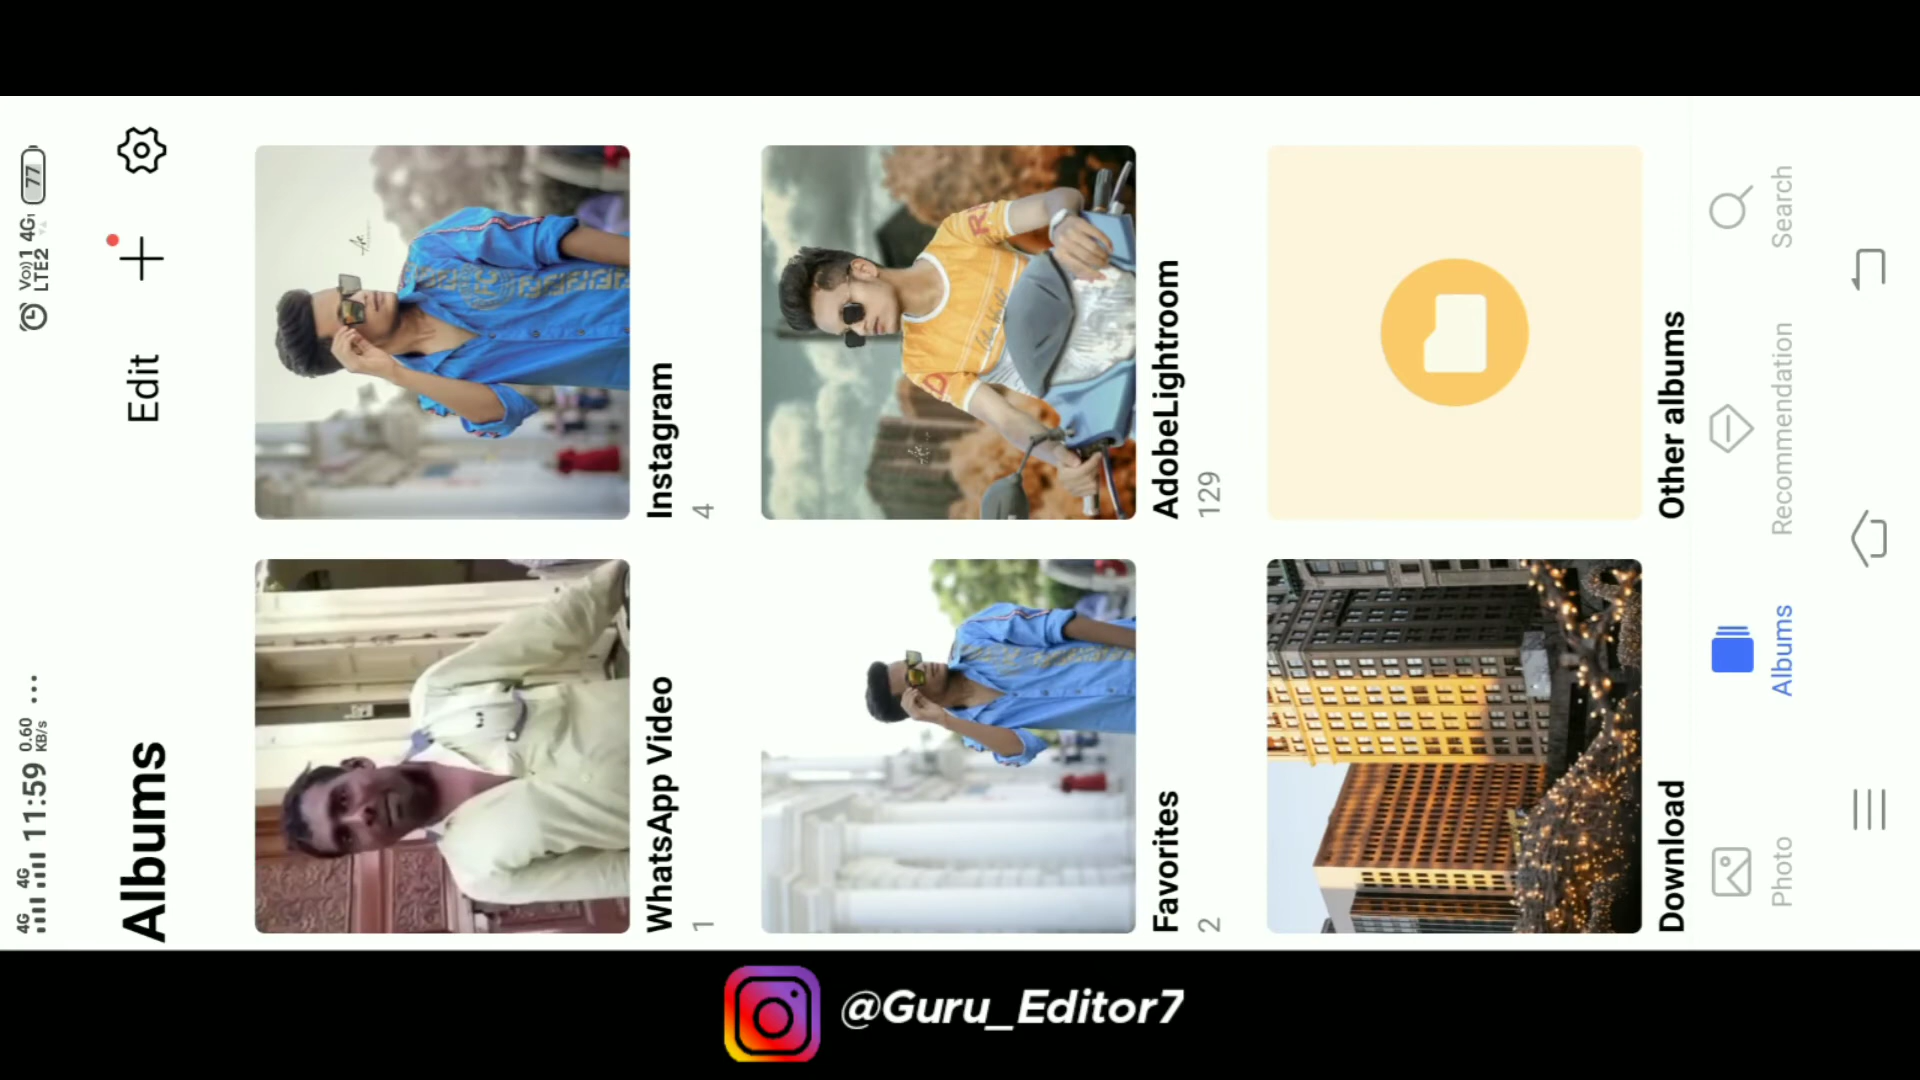 4G 4G 11:59 0.60 KB/s ...
Vo)) 1 4G LTE2 77
Albums
Edit
WhatsApp Video
1
Instagram
4
Favorites
2
AdobeLightroom
129
Download
Other albums
Photo
Albums
Recommendation
Search
@Guru_Editor7